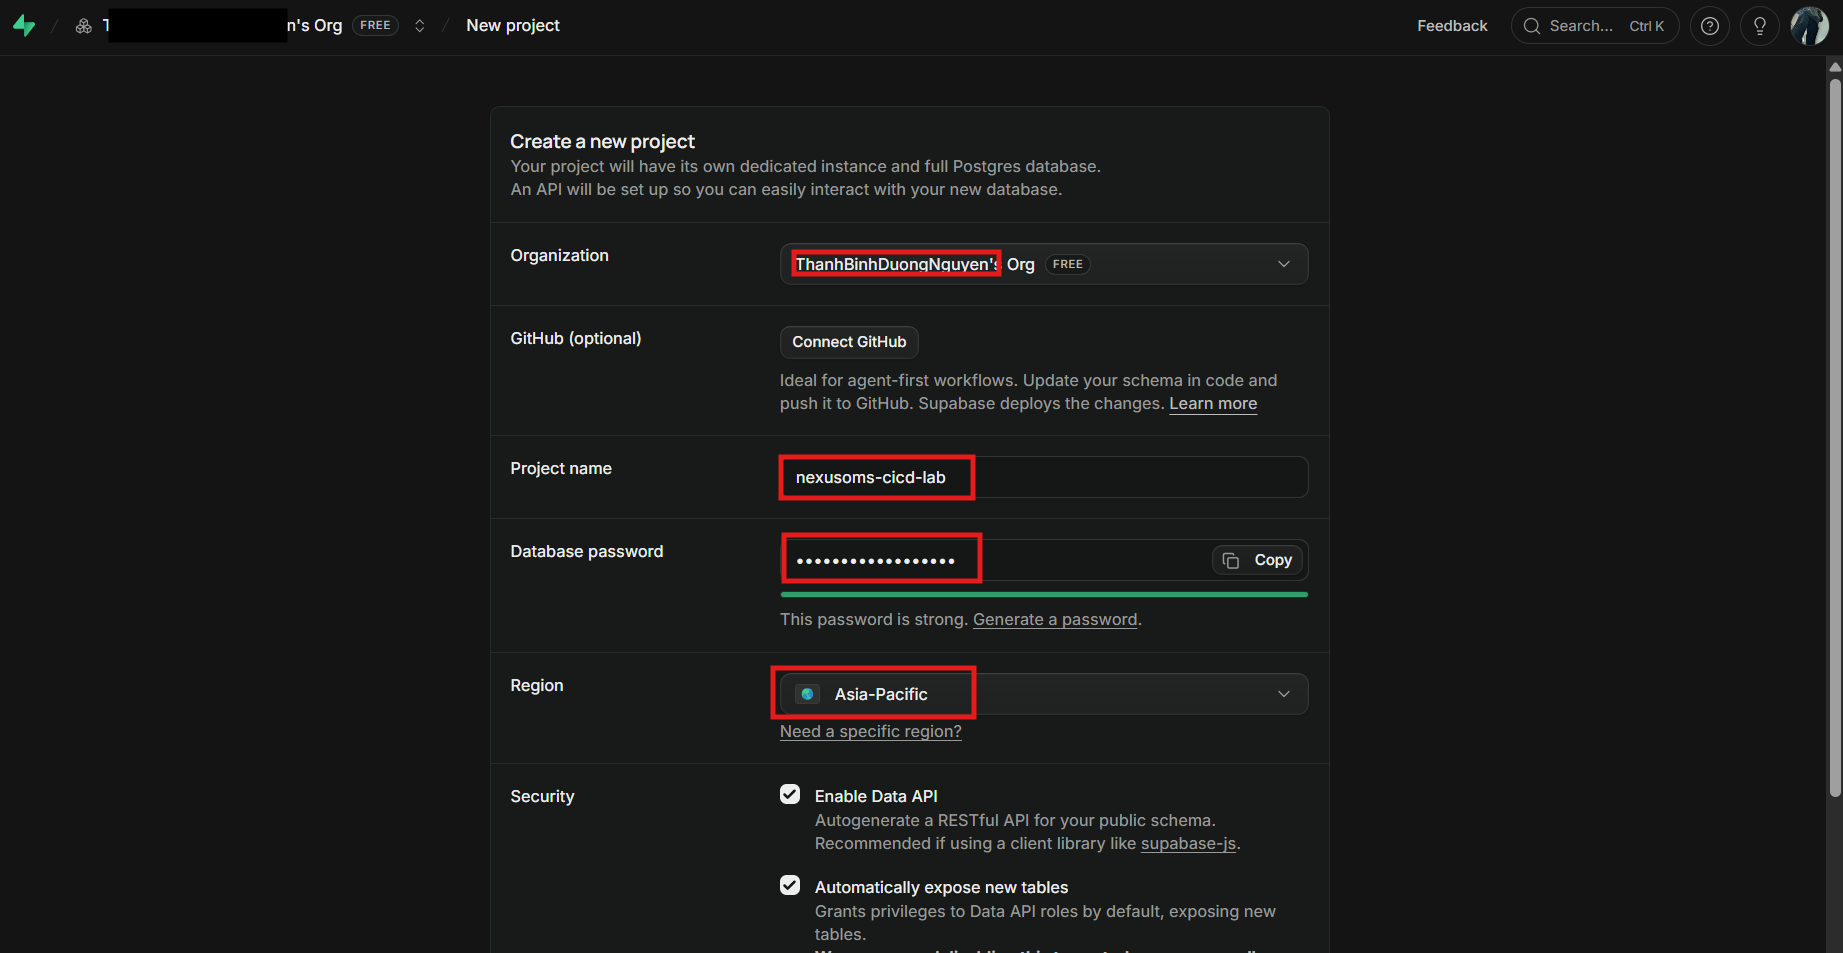 T
n's Org FREE
New project
Feedback
Search... Ctrl K
Create a new project
Your project will have its own dedicated instance and full Postgres database.
An API will be set up so you can easily interact with your new database.
Organization
ThanhBinhDuongNguyen's Org FREE
GitHub (optional)
Connect GitHub
Ideal for agent-first workflows. Update your schema in code and
push it to GitHub. Supabase deploys the changes. Learn more
Project name
nexusoms-cicd-lab
Database password
••••••••••••••••••
Copy
This password is strong. Generate a password.
Region
Asia-Pacific
Need a specific region?
Security
Enable Data API
Autogenerate a RESTful API for your public schema.
Recommended if using a client library like supabase-js.
Automatically expose new tables
Grants privileges to Data API roles by default, exposing new
tables.